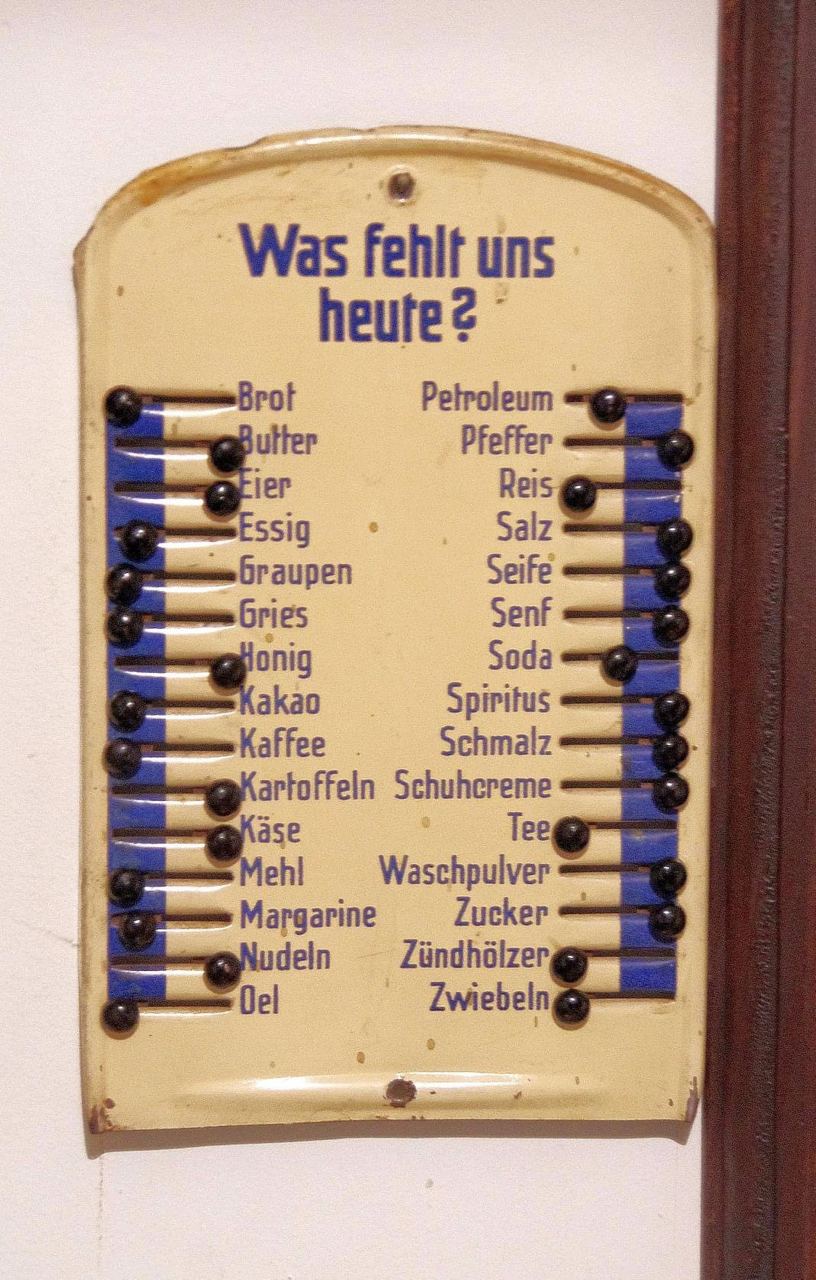 Was fehlt uns
heute?
Brot
Butter
Eier
Essig
Graupen
Gries
Honig
Kakao
Kaffee
Kartoffeln
Käse
Mehl
Margarine
Nudeln
Oel
Petroleum
Pfeffer
Reis
Salz
Seife
Senf
Soda
Spiritus
Schmalz
Schuhcreme
Tee
Waschpulver
Zucker
Zündhölzer
Zwiebeln